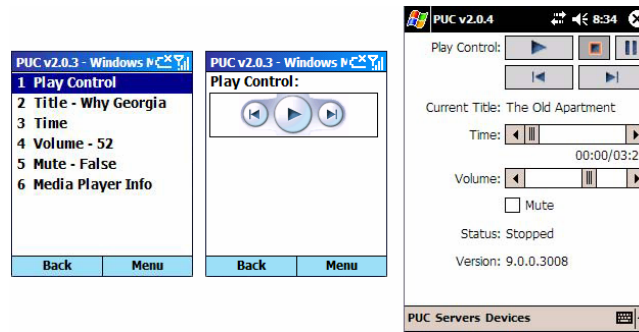 PUC v2.0.3 - Windows M
1 Play Control
2 Title - Why Georgia
3 Time
4 Volume - 52
5 Mute - False
6 Media Player Info
Back Menu
PUC v2.0.3 - Windows M
Play Control:
Back Menu
PUC v2.0.4 8:34
Play Control:
Current Title: The Old Apartment
Time:
00:00/03:2
Volume:
Mute
Status: Stopped
Version: 9.0.0.3008
PUC Servers Devices